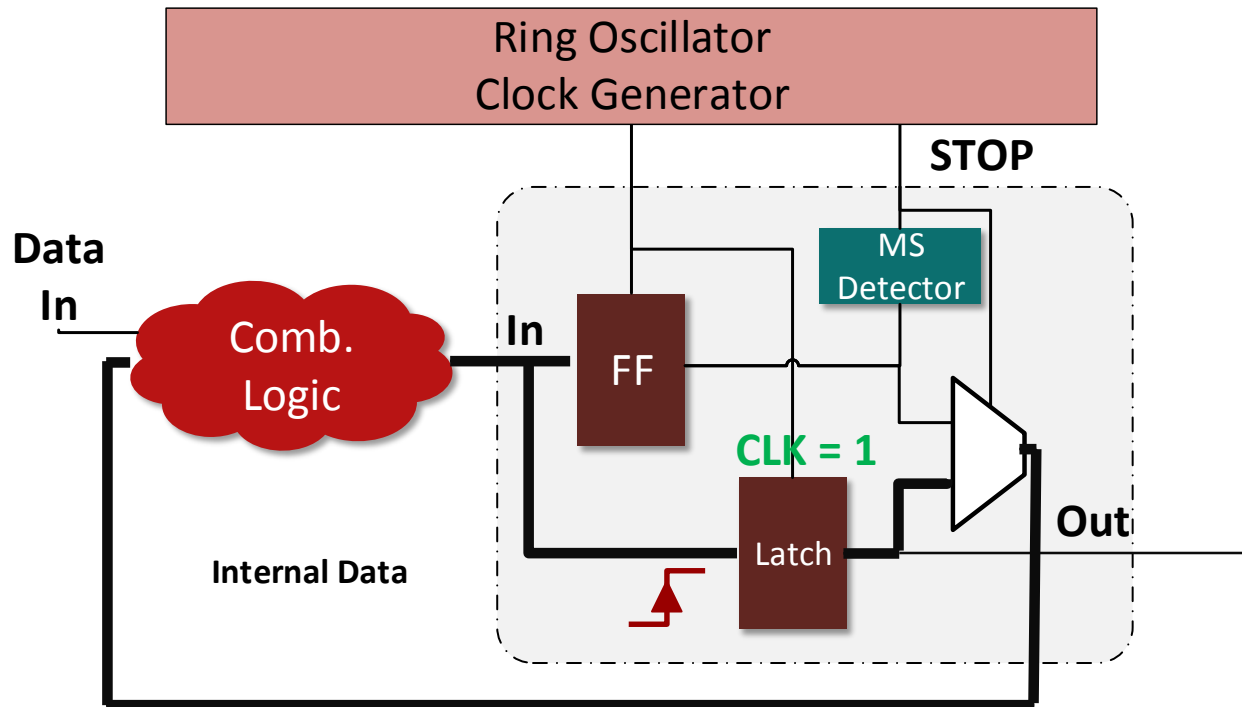 Ring Oscillator
Clock Generator
STOP
Data
In
MS
Detector
Comb.
Logic
In
FF
CLK = 1
Latch
Out
Internal Data